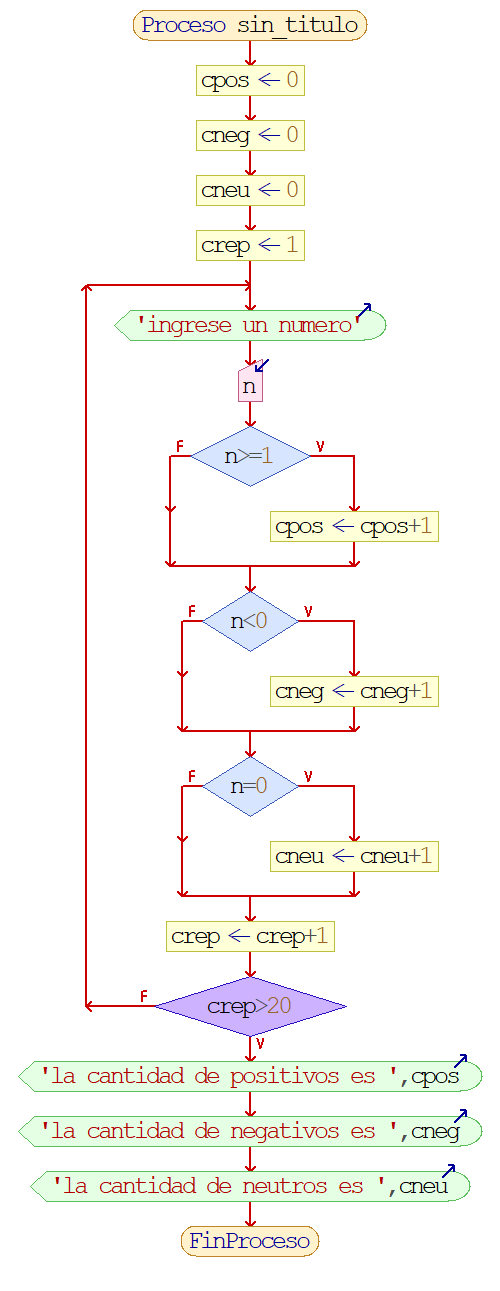 Proceso sin_titulo
cpos ← 0
cneg ← 0
cneu ← 0
crep ← 1
'ingrese un numero'
n
F
n>=1
V
cpos ← cpos+1
F
n<0
V
cneg ← cneg+1
F
n=0
V
cneu ← cneu+1
crep ← crep+1
F
crep>20
V
'la cantidad de positivos es ',cpos
'la cantidad de negativos es ',cneg
'la cantidad de neutros es ',cneu
FinProceso